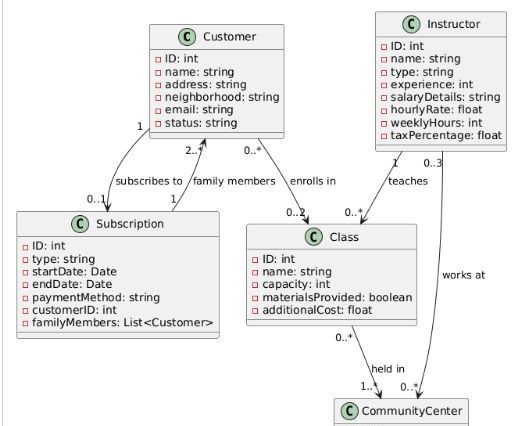 C Customer
ID: int
name: string
address: string
neighborhood: string
email: string
status: string
C Instructor
ID: int
name: string
type: string
experience: int
salaryDetails: string
hourlyRate: float
weeklyHours: int
taxPercentage: float
1
2..*
0..*
1
0..3
subscribes to
family members
enrolls in
teaches
0..1
1
0..2
0..*
C Subscription
ID: int
type: string
startDate: Date
endDate: Date
paymentMethod: string
customerID: int
familyMembers: List<Customer>
C Class
ID: int
name: string
capacity: int
materialsProvided: boolean
additionalCost: float
works at
0..*
held in
1..*
0..*
C CommunityCenter